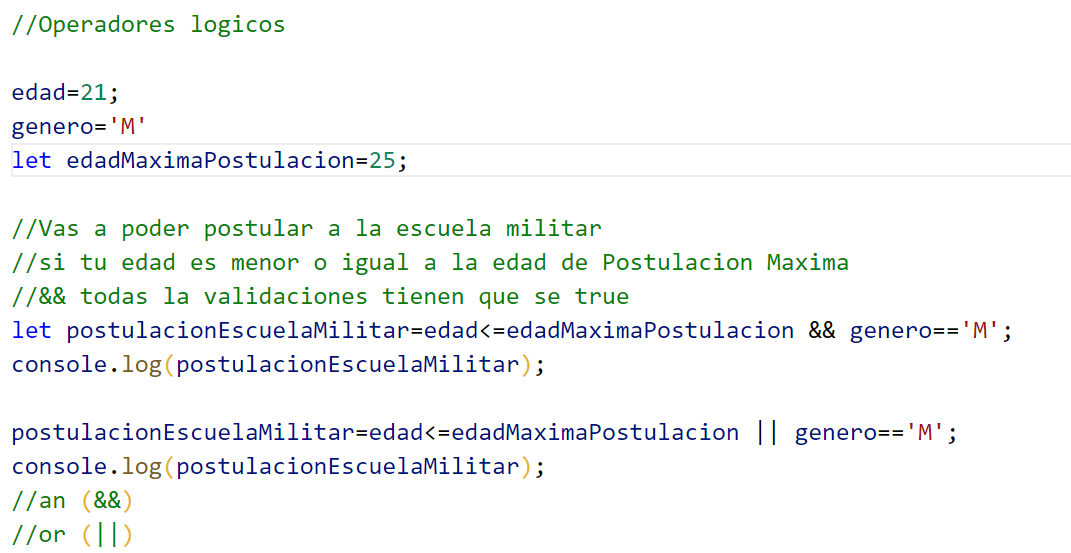 //Operadores logicos
edad=21;
genero='M'
let edadMaximaPostulacion=25;
//Vas a poder postular a la escuela militar
//si tu edad es menor o igual a la edad de Postulacion Maxima
//&& todas la validaciones tienen que se true
let postulacionEscuelaMilitar=edad<=edadMaximaPostulacion && genero=='M';
console.log(postulacionEscuelaMilitar);
postulacionEscuelaMilitar=edad<=edadMaximaPostulacion || genero=='M';
console.log(postulacionEscuelaMilitar);
//an (&&)
//or (||)